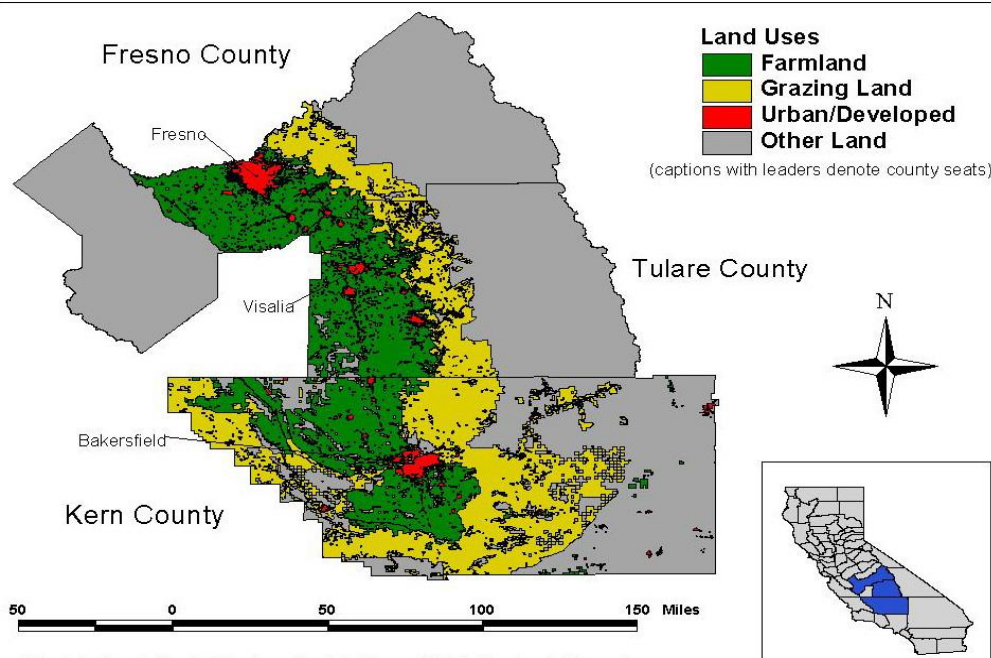 Fresno County
Land Uses
Farmland
Grazing Land
Urban/Developed
Other Land
(captions with leaders denote county seats)
Fresno
Tulare County
Visalia
N
Bakersfield
Kern County
50 0 50 100 150 Miles